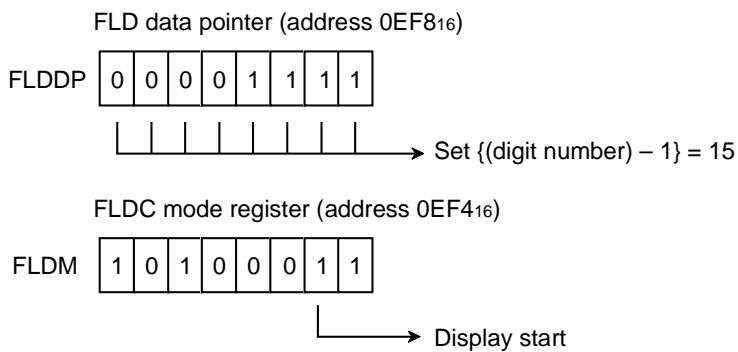 FLD data pointer (address 0EF816)
FLDDP 0 0 0 0 1 1 1 1
Set {(digit number) – 1} = 15
FLDC mode register (address 0EF416)
FLDM 1 0 1 0 0 0 1 1
Display start